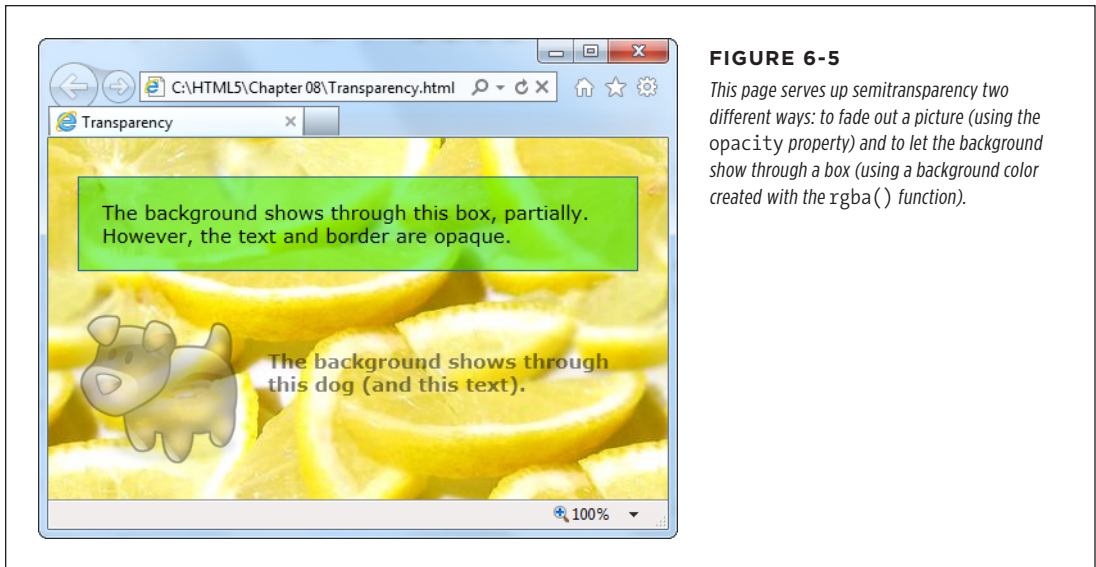 C:\HTML5\Chapter 08\Transparency.html
Transparency
The background shows through this box, partially.
However, the text and border are opaque.
The background shows through
this dog (and this text).
100%
FIGURE 6-5
This page serves up semitransparency two
different ways: to fade out a picture (using the
opacity property) and to let the background
show through a box (using a background color
created with the rgba() function).